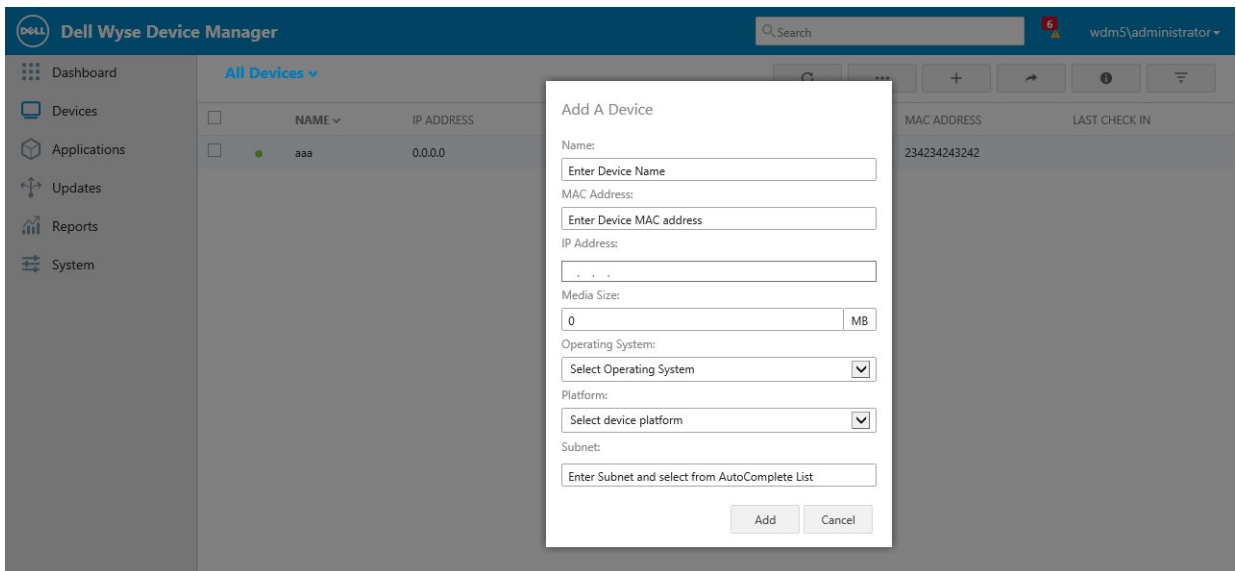 DELL Dell Wyse Device Manager Search 6 wdm5\administrator
Dashboard
Devices
Applications
Updates
Reports
System
All Devices
NAME IP ADDRESS MAC ADDRESS LAST CHECK IN
aaa 0.0.0.0 234234243242
Add A Device
Name:
Enter Device Name
MAC Address:
Enter Device MAC address
IP Address:
. . .
Media Size:
0 MB
Operating System:
Select Operating System
Platform:
Select device platform
Subnet:
Enter Subnet and select from AutoComplete List
Add Cancel